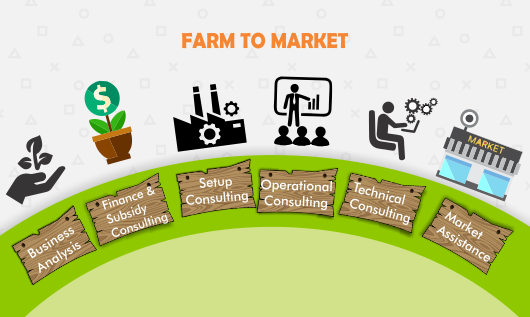 FARM TO MARKET
$
MARKET
Business
Analysis
Finance &
Subsidy
Consulting
Setup
Consulting
Operational
Consulting
Technical
Consulting
Market
Assistance